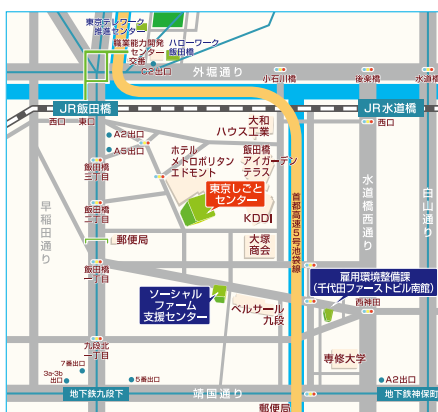 東京テレワーク
推進センター
職業能力開発
センター
ハローワーク
飯田橋
交番
C2出口
外堀通り
小石川橋
後楽橋
水道橋
JR飯田橋
JR水道橋
西口
東口
西口
A2出口
A5出口
大和
ハウス工業
ホテル
メトロポリタン
エドモント
飯田橋
アイガーデン
テラス
飯田橋
三丁目
東京しごと
センター
KDDI
飯田橋
二丁目
早稲田通り
首都高速5号池袋線
水道橋西通り
白山通り
郵便局
大塚
商会
飯田橋
一丁目
雇用環境整備課
(千代田ファーストビル南館)
ソーシャル
ファーム
支援センター
ベルサール
九段
西神田
九段北
一丁目
専修大学
7番出口
3a・3b
出口
5番出口
A2出口
地下鉄九段下
靖国通り
地下鉄神保町
郵便局